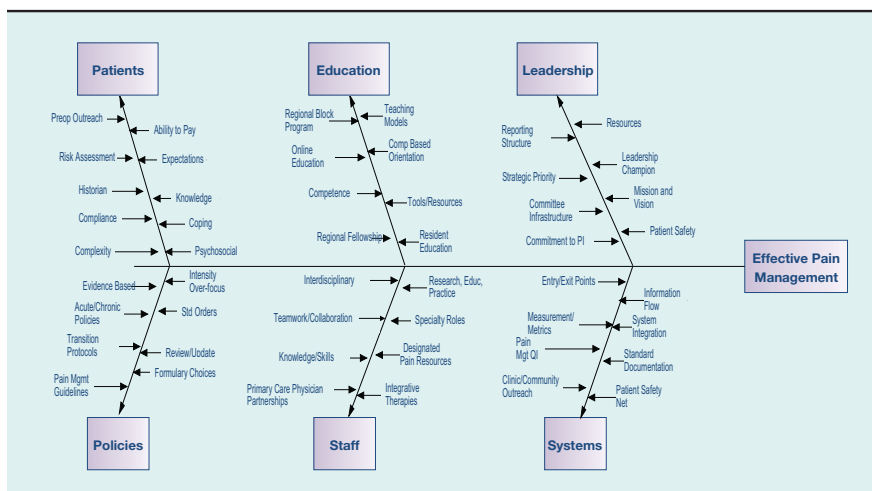 Patients
Education
Leadership
Preop Outreach
Ability to Pay
Risk Assessment
Expectations
Historian
Knowledge
Compliance
Coping
Complexity
Psychosocial
Regional Block
Program
Teaching
Models
Online
Education
Comp Based
Orientation
Competence
Tools/Resources
Regional Fellowship
Resident
Education
Resources
Reporting
Structure
Leadership
Champion
Strategic Priority
Mission and
Vision
Committee
Infrastructure
Patient Safety
Commitment to PI
Effective Pain
Management
Intensity
Over-focus
Evidence Based
Acute/Chronic
Policies
Std Orders
Transition
Protocols
Review/Update
Formulary Choices
Pain Mgmt
Guidelines
Interdisciplinary
Research, Educ,
Practice
Teamwork/Collaboration
Specialty Roles
Knowledge/Skills
Designated
Pain Resources
Primary Care Physician
Partnerships
Integrative
Therapies
Entry/Exit Points
Information
Flow
Measurement/
Metrics
System
Integration
Pain
Mgt QI
Standard
Documentation
Clinic/Community
Outreach
Patient Safety
Net
Policies
Staff
Systems